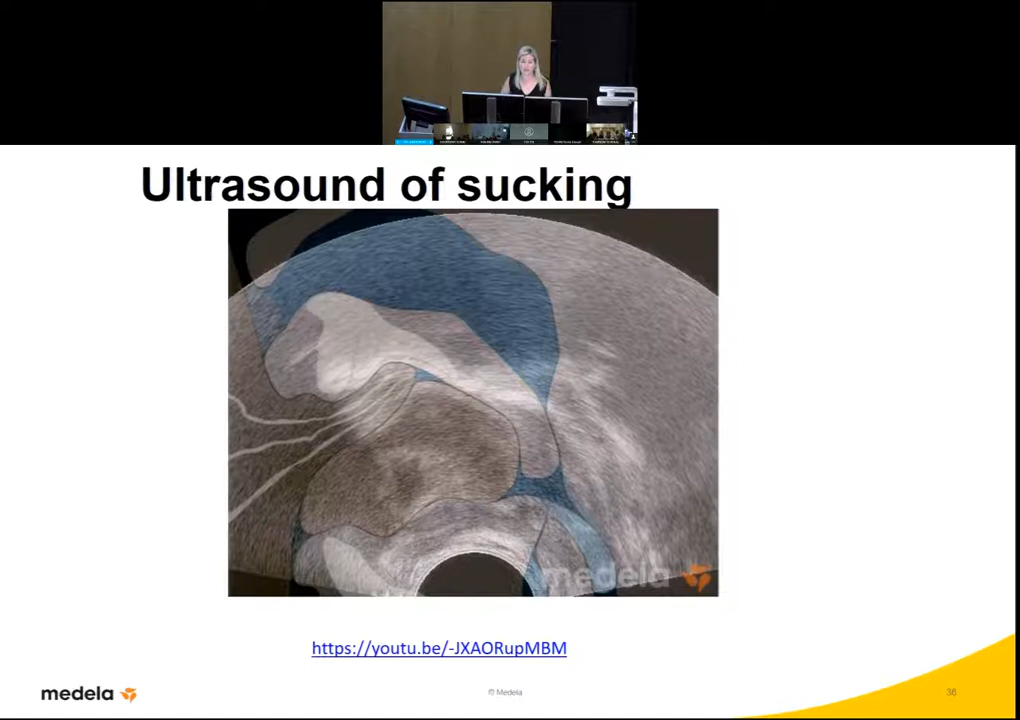 Ultrasound of sucking
medela
https://youtu.be/-JXAORupMBM
medela
© Medela
36